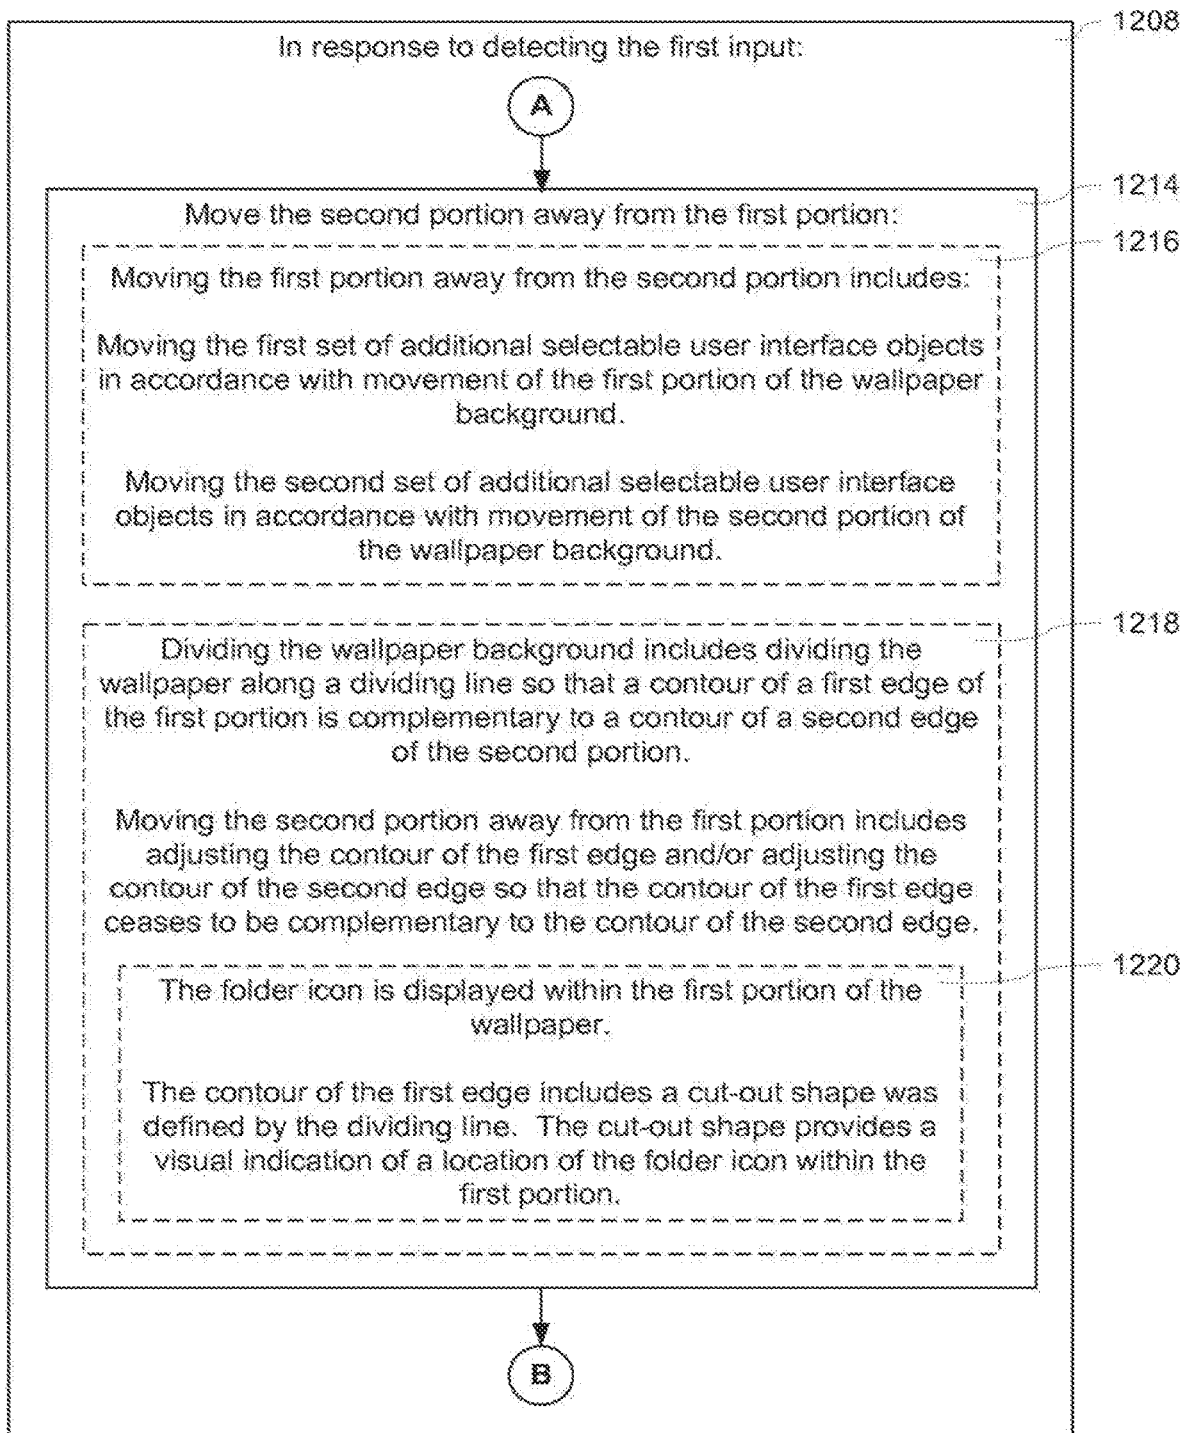 1208
In response to detecting the first input:
A
1214
Move the second portion away from the first portion:
1216
Moving the first portion away from the second portion includes:
Moving the first set of additional selectable user interface objects
in accordance with movement of the first portion of the wallpaper
background.
Moving the second set of additional selectable user interface
objects in accordance with movement of the second portion of
the wallpaper background.
1218
Dividing the wallpaper background includes dividing the
wallpaper along a dividing line so that a contour of a first edge of
the first portion is complementary to a contour of a second edge
of the second portion.
Moving the second portion away from the first portion includes
adjusting the contour of the first edge and/or adjusting the
contour of the second edge so that the contour of the first edge
ceases to be complementary to the contour of the second edge.
1220
The folder icon is displayed within the first portion of the
wallpaper.
The contour of the first edge includes a cut-out shape was
defined by the dividing line. The cut-out shape provides a
visual indication of a location of the folder icon within the
first portion.
B